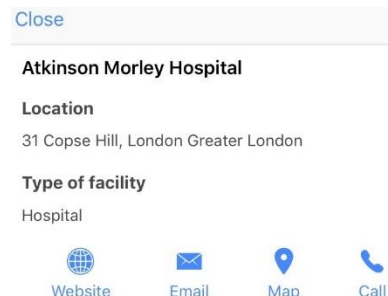 Close
Atkinson Morley Hospital
Location
31 Copse Hill, London Greater London
Type of facility
Hospital
Website Email Map Call